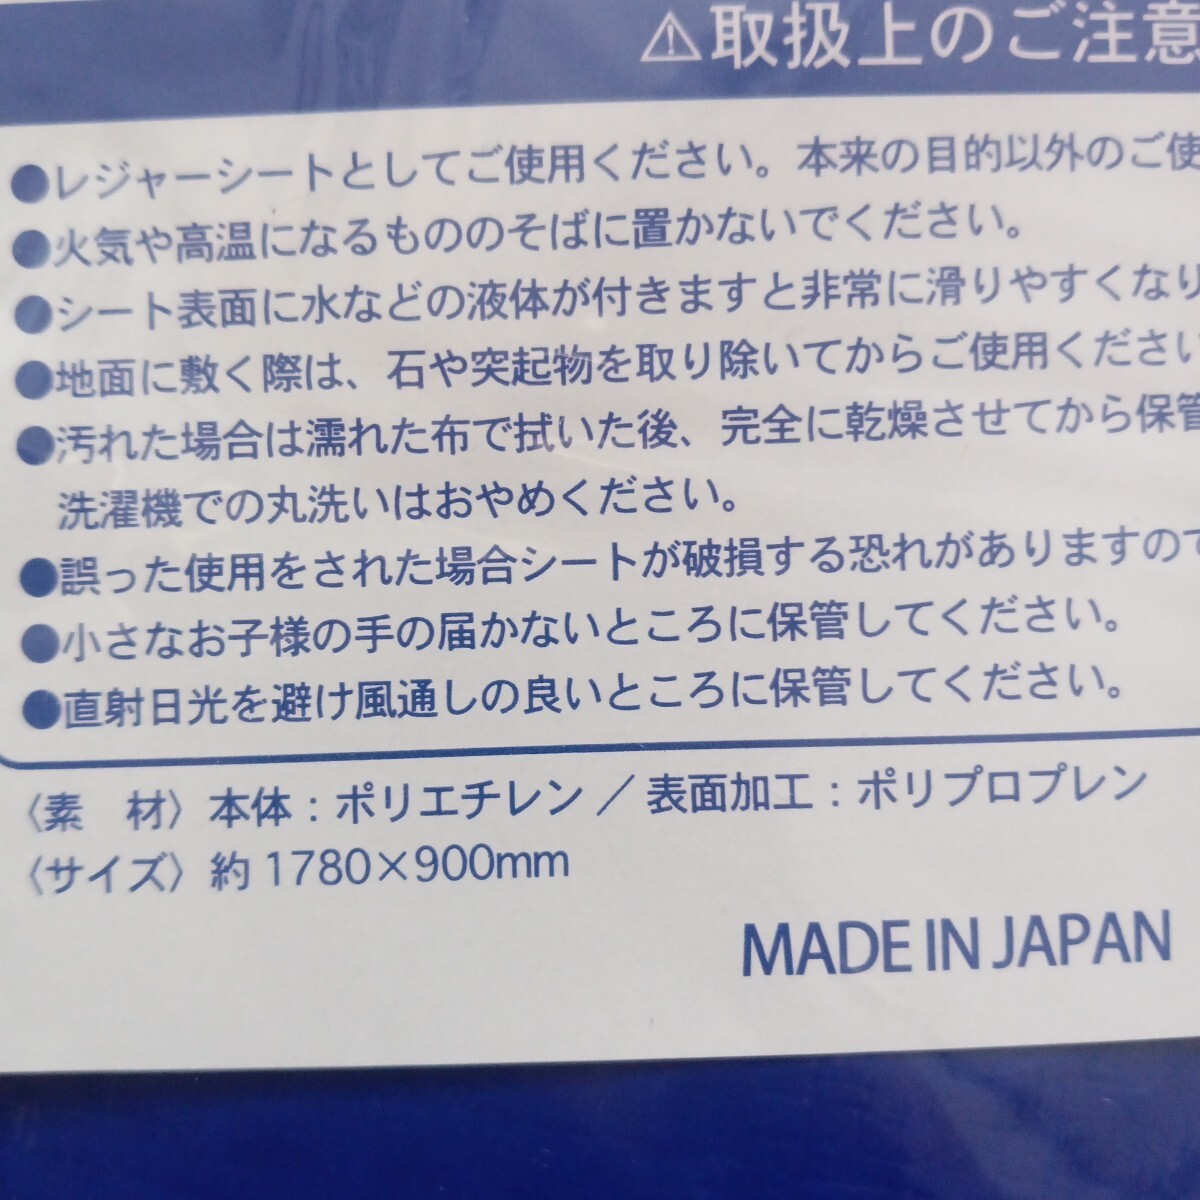 ⚠取扱上のご注意
●レジャーシートとしてご使用ください。本来の目的以外のご使
●火気や高温になるもののそばに置かないでください。
●シート表面に水などの液体が付きますと非常に滑りやすくなり
●地面に敷く際は、石や突起物を取り除いてからご使用ください
●汚れた場合は濡れた布で拭いた後、完全に乾燥させてから保管
洗濯機での丸洗いはおやめください。
●誤った使用をされた場合シートが破損する恐れがありますので
●小さなお子様の手の届かないところに保管してください。
●直射日光を避け風通しの良いところに保管してください。
〈素　材〉本体：ポリエチレン／表面加工：ポリプロプレン
〈サイズ〉約1780×900mm
MADE IN JAPAN